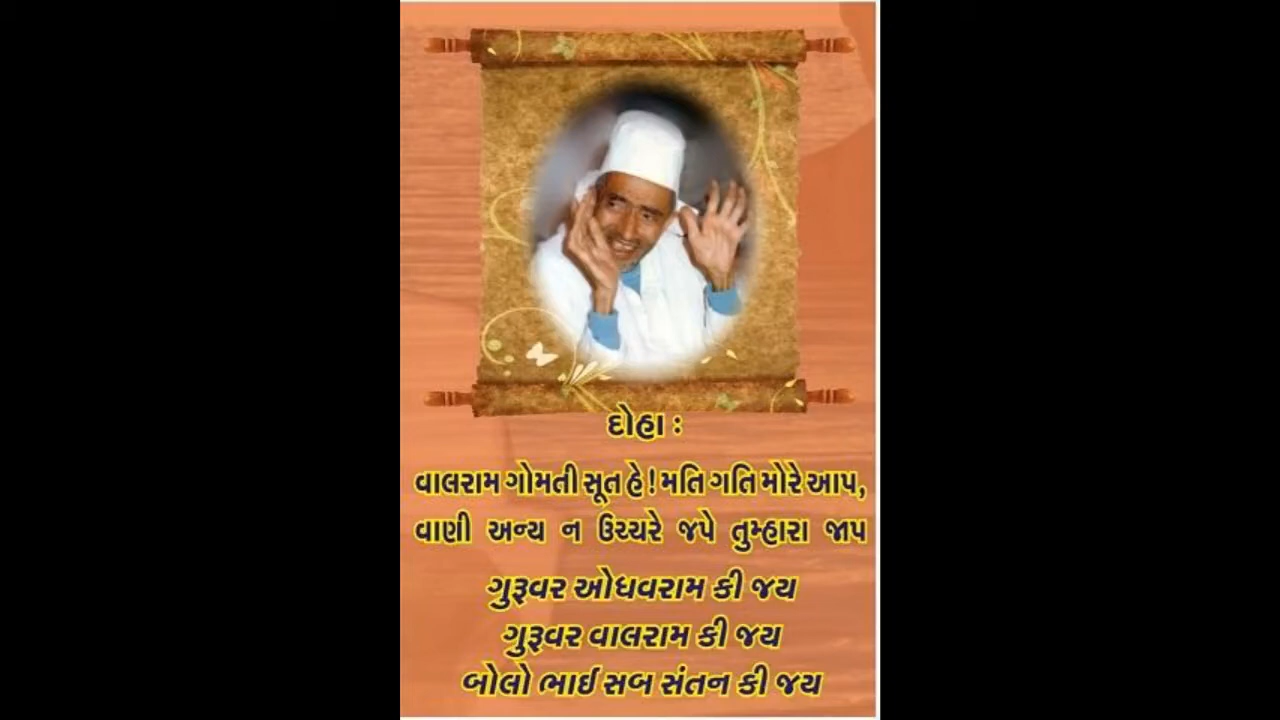 દોહા :
વાલરામ ગોમતી સૂત હે ! મતિ ગતિ મોરે આપ,
વાણી અન્ય ન ઉચ્ચરે જપે તુમ્હારા જાપ
ગુરૂવર ઓધવરામ કી જય
ગુરૂવર વાલરામ કી જય
બોલો ભાઈ સબ સંતન કી જય